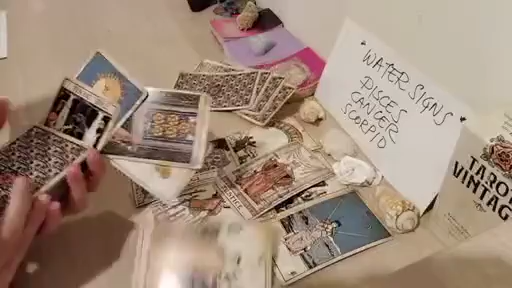 WATER SIGNS
PISCES
CANCER
SCORPIO
TAROT
VINTAGE